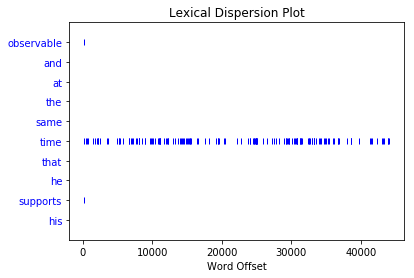 Lexical Dispersion Plot
observable
and
at
the
same
time
that
he
supports
his
0 10000 20000 30000 40000
Word Offset